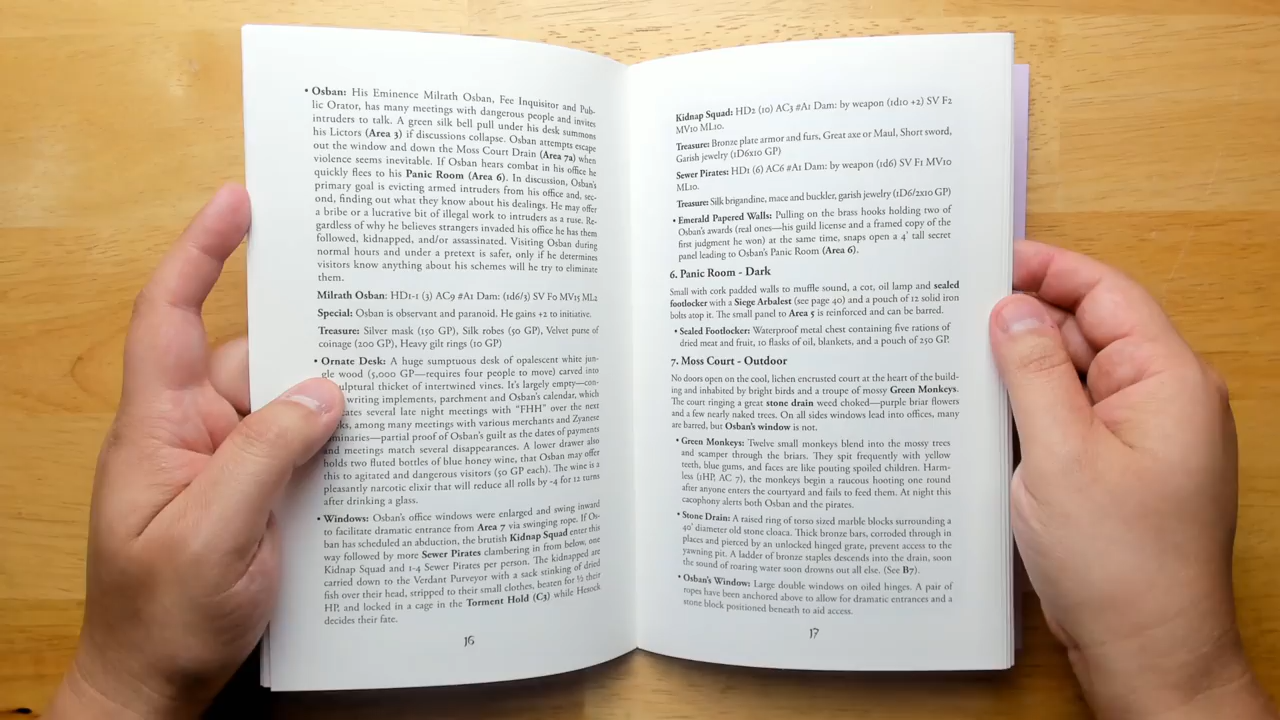 • Osban: His Eminence Milrath Osban, Fee Inquisitor and Pub-
lic Orator, has many meetings with dangerous people and invites
intruders to talk. A green silk bell pull under his desk summons
his Lictors (Area 3) if discussions collapse. Osban attempts escape
out the window and down the Moss Court Drain (Area 7a) when
violence seems inevitable. If Osban hears combat in his office he
quickly flees to his Panic Room (Area 6). In discussion, Osban's
primary goal is evicting armed intruders from his office and, sec-
ond, finding out what they know about his dealings. He may offer
a bribe or a lucrative bit of illegal work to intruders as a ruse. Re-
gardless of why he believes strangers invaded his office he has them
followed, kidnapped, and/or assassinated. Visiting Osban during
normal hours and under a pretext is safer, only if he determines
visitors know anything about his schemes will he try to eliminate
them.
Milrath Osban: HD1-1 (3) AC9 #A1 Dam: (1d6/3) SV F0 MV15 ML2
Special: Osban is observant and paranoid. He gains +2 to initiative.
Treasure: Silver mask (150 GP), Silk robes (50 GP), Velvet purse of
coinage (200 GP), Heavy gilt rings (10 GP)
• Ornate Desk: A huge sumptuous desk of opalescent white jun-
gle wood (5,000 GP—requires four people to move) carved into
sculptural thicket of intertwined vines. It's largely empty—con-
writing implements, parchment and Osban's calendar, which
several late night meetings with "FHH" over the next
among many meetings with various merchants and Zyanese
—partial proof of Osban's guilt as the dates of payments
and meetings match several disappearances. A lower drawer also
holds two fluted bottles of blue honey wine, that Osban may offer
this to agitated and dangerous visitors (50 GP each). The wine is a
pleasantly narcotic elixir that will reduce all rolls by -4 for 12 turns
after drinking a glass.
• Windows: Osban's office windows were enlarged and swing inward
to facilitate dramatic entrance from Area 7 via swinging rope. If Os-
ban has scheduled an abduction, the brutish Kidnap Squad enter this
way followed by more Sewer Pirates clambering in from below, one
Kidnap Squad and 1-4 Sewer Pirates per person. The kidnapped are
carried down to the Verdant Purveyor with a sack stinking of dried
fish over their head, stripped to their small clothes, beaten for ½ their
HP, and locked in a cage in the Torment Hold (C3) while Hexock
decides their fate.
16
Kidnap Squad: HD2 (10) AC3 #A1 Dam: by weapon (1d10 +2) SV F2
MV10 ML10.
Treasure: Bronze plate armor and furs, Great axe or Maul, Short sword,
Garish jewelry (1D6x10 GP)
Sewer Pirates: HD1 (6) AC6 #A1 Dam: by weapon (1d6) SV F1 MV10
ML10.
Treasure: Silk brigandine, mace and buckler, garish jewelry (1D6/2x10 GP)
• Emerald Papered Walls: Pulling on the brass hooks holding two of
Osban's awards (real ones—his guild license and a framed copy of the
first judgment he won) at the same time, snaps open a 4' tall secret
panel leading to Osban's Panic Room (Area 6).
6. Panic Room - Dark
Small with cork padded walls to muffle sound, a cot, oil lamp and sealed
footlocker with a Siege Arbalest (see page 40) and a pouch of 12 solid iron
bolts atop it. The small panel to Area 5 is reinforced and can be barred.
• Sealed Footlocker: Waterproof metal chest containing five rations of
dried meat and fruit, 10 flasks of oil, blankets, and a pouch of 250 GP.
7. Moss Court - Outdoor
No doors open on the cool, lichen encrusted court at the heart of the build-
ing and inhabited by bright birds and a troupe of mossy Green Monkeys.
The court ringing a great stone drain weed choked—purple briar flowers
and a few nearly naked trees. On all sides windows lead into offices, many
are barred, but Osban's window is not.
• Green Monkeys: Twelve small monkeys blend into the mossy trees
and scamper through the briars. They spit frequently with yellow
teeth, blue gums, and faces are like pouting spoiled children. Harm-
less (1HP, AC 7), the monkeys begin a raucous hooting one round
after anyone enters the courtyard and fails to feed them. At night this
cacophony alerts both Osban and the pirates.
• Stone Drain: A raised ring of torso sized marble blocks surrounding a
40' diameter old stone cloaca. Thick bronze bars, corroded through in
places and pierced by an unlocked hinged grate, prevent access to the
yawning pit. A ladder of bronze staples descends into the drain, soon
the sound of roaring water soon drowns out all else. (See B7).
• Osban's Window: Large double windows on oiled hinges. A pair of
ropes have been anchored above to allow for dramatic entrances and a
stone block positioned beneath to aid access.
17